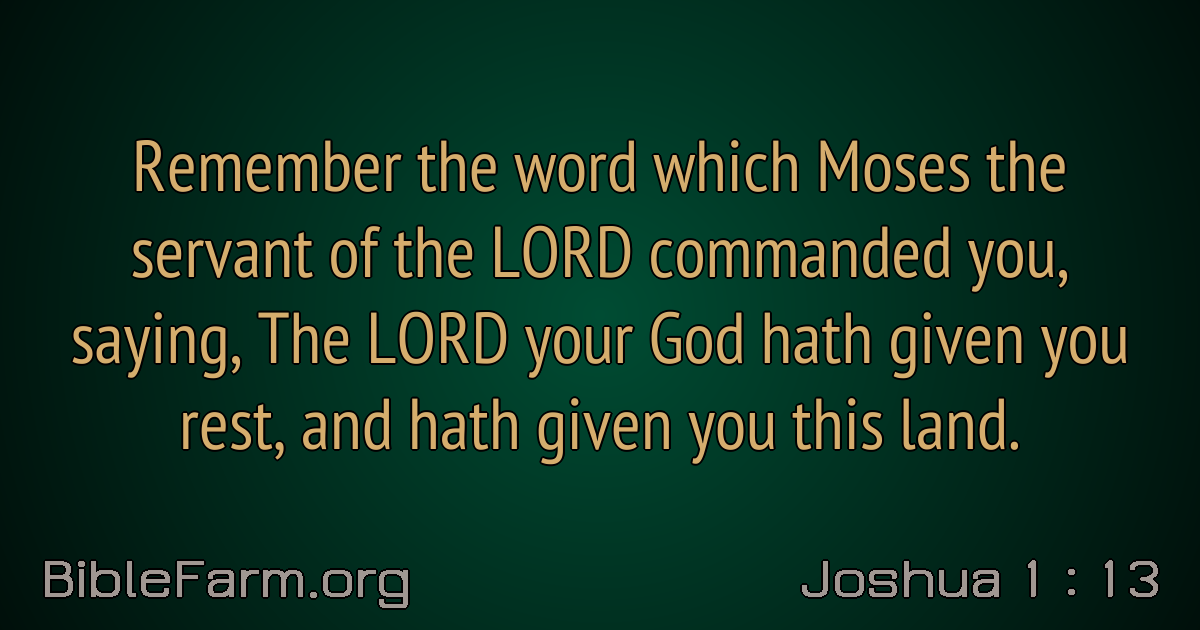 Remember the word which Moses the
servant of the LORD commanded you,
saying, The LORD your God hath given you
rest, and hath given you this land.
BibleFarm.org
Joshua 1 : 13